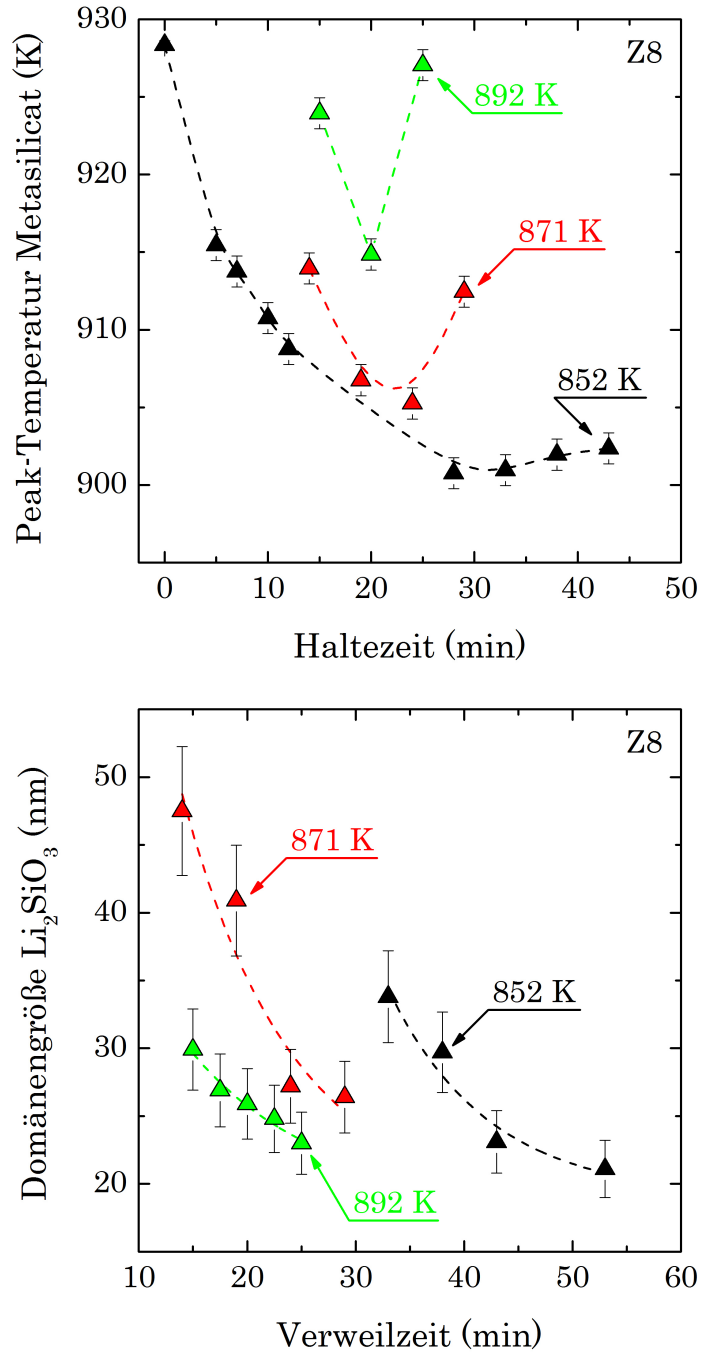 Peak-Temperatur Metasilicat (K)
930
920
910
900
Z8
892 K
871 K
852 K
0 10 20 30 40 50
Haltezeit (min)
Domänengröße Li₂SiO₃ (nm)
50
40
30
20
Z8
871 K
852 K
892 K
10 20 30 40 50 60
Verweilzeit (min)